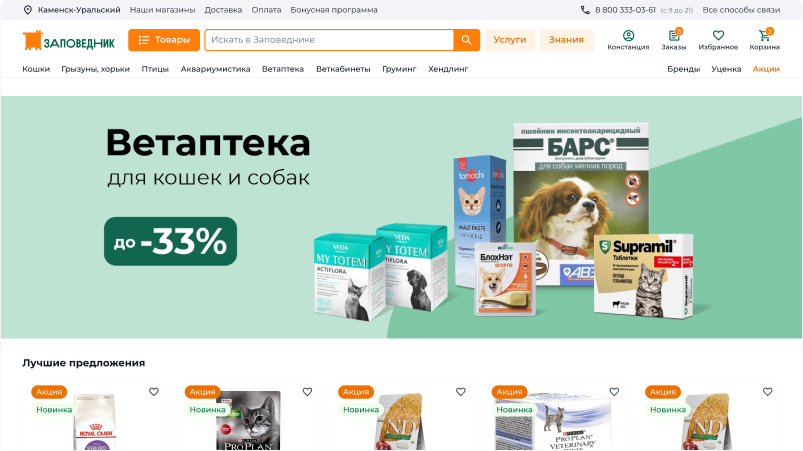 Каменск-Уральский Наши магазины Доставка Оплата Бонусная программа 8 800 333-03-61 (с 9 до 21) Все способы связи
ЗАПОВЕДНИК Товары Искать в Заповеднике Услуги Знания
3 2
Констанция Заказы Избранное Корзина
Кошки Грызуны, хорьки Птицы Аквариумистика Ветаптека Веткабинеты Груминг Хендлинг Бренды Уценка Акции
Ветаптека
для кошек и собак
до -33%
ошейник инсектоакарицидный
БАРС®
для собак мелких пород
tamachi
MALT PASTE
VEDA
MY TOTEM
ACTIFLORA
VEDA
MY TOTEM
ACTIFLORA
БлохНэт
ФОРТЕ
АВЗ
Supramil®
Таблетки
Лучшие предложения
Акция Акция Акция Акция Акция
Новинка Новинка Новинка Новинка Новинка
ROYAL CANIN
PURINA
PRO PLAN
N&D
PURINA
PRO PLAN
VETERINARY
N&D